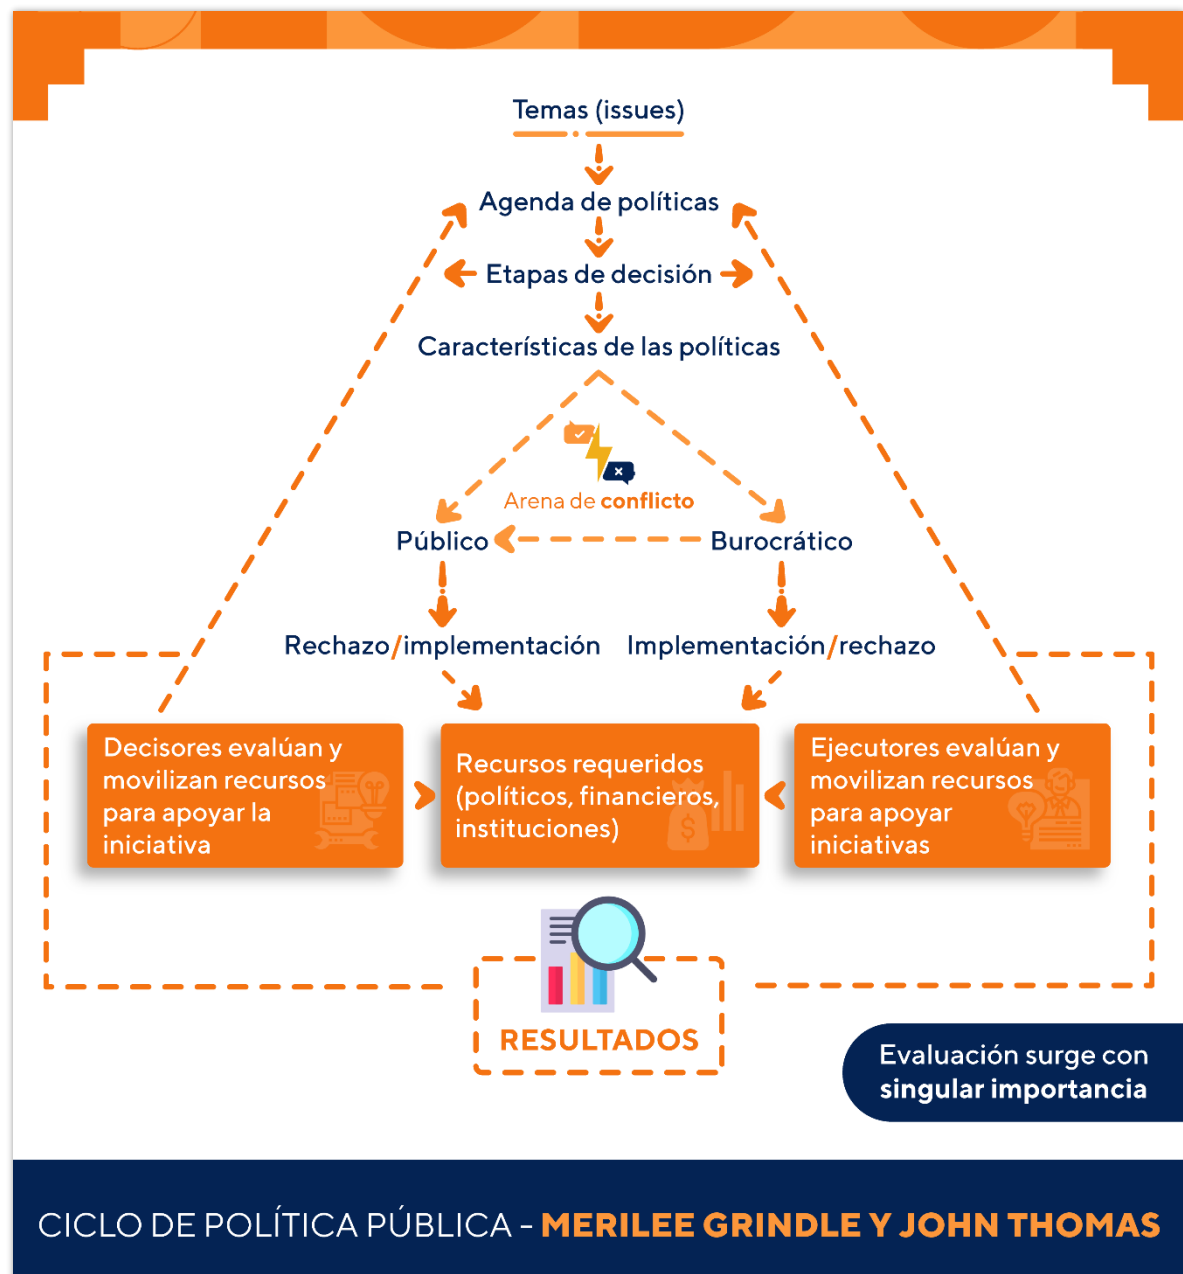 Temas (issues)
Agenda de políticas
Etapas de decisión
Características de las políticas
Arena de conflicto
Público
Burocrático
Rechazo/implementación
Implementación/rechazo
Decisores evalúan y
movilizan recursos
para apoyar la
iniciativa
Recursos requeridos
(políticos, financieros,
instituciones)
Ejecutores evalúan y
movilizan recursos
para apoyar
iniciativas
RESULTADOS
Evaluación surge con
singular importancia
CICLO DE POLÍTICA PÚBLICA - MERILEE GRINDLE Y JOHN THOMAS